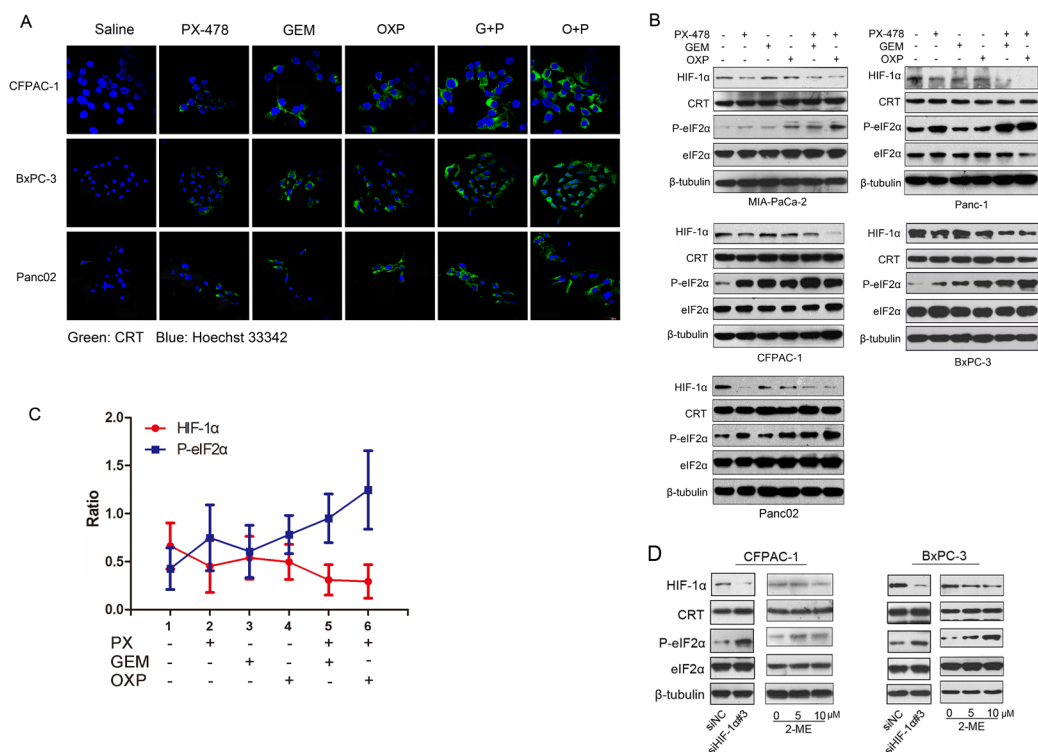 A
Saline PX-478 GEM OXP G+P O+P
CFPAC-1
BxPC-3
Panc02
Green: CRT Blue: Hoechst 33342
B
PX-478 - + - - + +
GEM - - + - + -
OXP - - - + - +
HIF-1α
CRT
P-eIF2α
eIF2α
β-tubulin
MIA-PaCa-2
PX-478 - + - - + +
GEM - - + - + -
OXP - - - + - +
HIF-1α
CRT
P-eIF2α
eIF2α
β-tubulin
Panc-1
HIF-1α
CRT
P-eIF2α
eIF2α
β-tubulin
CFPAC-1
HIF-1α
CRT
P-eIF2α
eIF2α
β-tubulin
BxPC-3
HIF-1α
CRT
P-eIF2α
eIF2α
β-tubulin
Panc02
C
HIF-1α
P-eIF2α
Ratio
2.0
1.5
1.0
0.5
0.0
1 2 3 4 5 6
PX - + - - + +
GEM - - + - + -
OXP - - - + - +
D
CFPAC-1 BxPC-3
HIF-1α
CRT
P-eIF2α
eIF2α
β-tubulin
siNC siHIF-1α#3 0 5 10 μM siNC siHIF-1α#3 0 5 10 μM
2-ME 2-ME